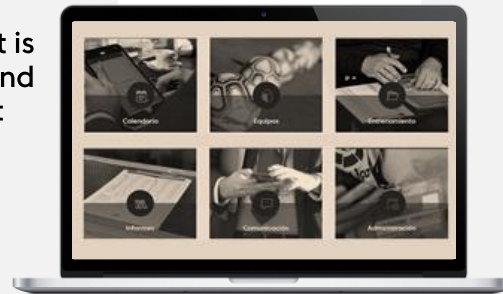 t is
nd
t
Calendario
Equipos
Entrenamiento
Informes
Comunicación
Administración